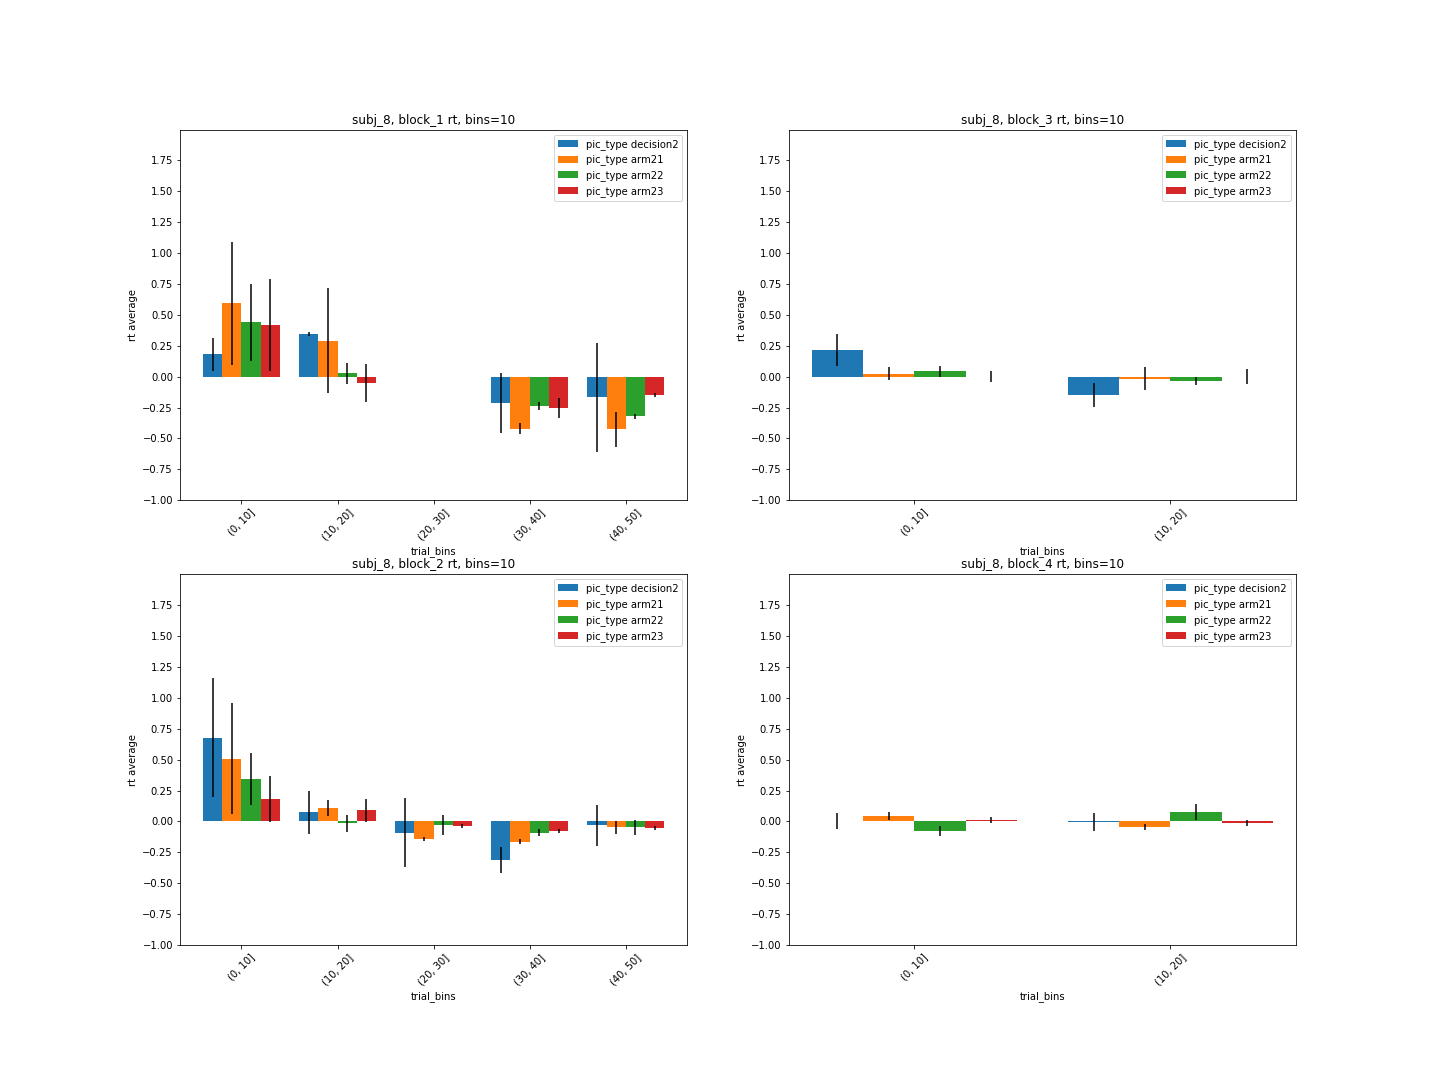 subj_8, block_1 rt, bins=10
pic_type decision2
pic_type arm21
pic_type arm22
pic_type arm23
1.75
1.50
1.25
1.00
0.75
0.50
0.25
0.00
−0.25
−0.50
−0.75
−1.00
rt average
(0, 10]
(10, 20]
(20, 30]
(30, 40]
(40, 50]
trial_bins
subj_8, block_3 rt, bins=10
pic_type decision2
pic_type arm21
pic_type arm22
pic_type arm23
1.75
1.50
1.25
1.00
0.75
0.50
0.25
0.00
−0.25
−0.50
−0.75
−1.00
rt average
(0, 10]
(10, 20]
trial_bins
subj_8, block_2 rt, bins=10
pic_type decision2
pic_type arm21
pic_type arm22
pic_type arm23
1.75
1.50
1.25
1.00
0.75
0.50
0.25
0.00
−0.25
−0.50
−0.75
−1.00
rt average
(0, 10]
(10, 20]
(20, 30]
(30, 40]
(40, 50]
trial_bins
subj_8, block_4 rt, bins=10
pic_type decision2
pic_type arm21
pic_type arm22
pic_type arm23
1.75
1.50
1.25
1.00
0.75
0.50
0.25
0.00
−0.25
−0.50
−0.75
−1.00
rt average
(0, 10]
(10, 20]
trial_bins